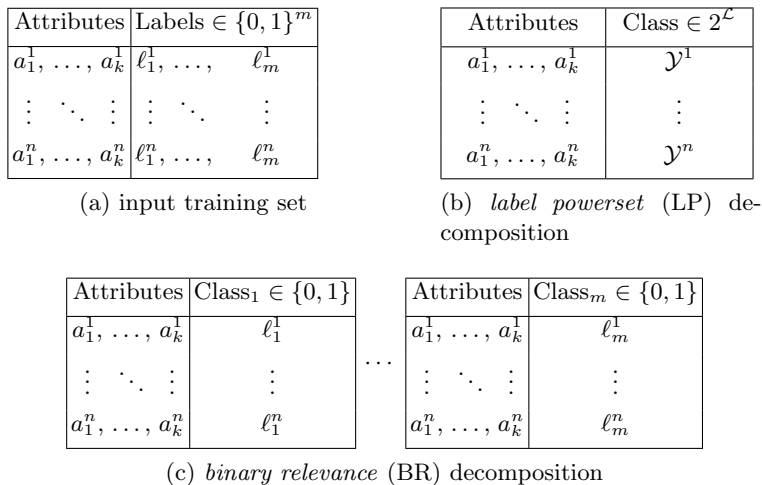 Attributes Labels ∈ {0, 1}^m Attributes Class ∈ 2^ℒ
a_1^1, …, a_k^1 ℓ_1^1, …, ℓ_m^1 a_1^1, …, a_k^1 𝒴^1
⋮ ⋱ ⋮ ⋮ ⋱ ⋮ ⋮ ⋱ ⋮ ⋮
a_1^n, …, a_k^n ℓ_1^n, …, ℓ_m^n a_1^n, …, a_k^n 𝒴^n
(a) input training set
(b) label powerset (LP) de-
composition
Attributes Class_1 ∈ {0, 1} Attributes Class_m ∈ {0, 1}
a_1^1, …, a_k^1 ℓ_1^1 a_1^1, …, a_k^1 ℓ_m^1
⋮ ⋱ ⋮ ⋮ … ⋮ ⋱ ⋮ ⋮
a_1^n, …, a_k^n ℓ_1^n a_1^n, …, a_k^n ℓ_m^n
(c) binary relevance (BR) decomposition